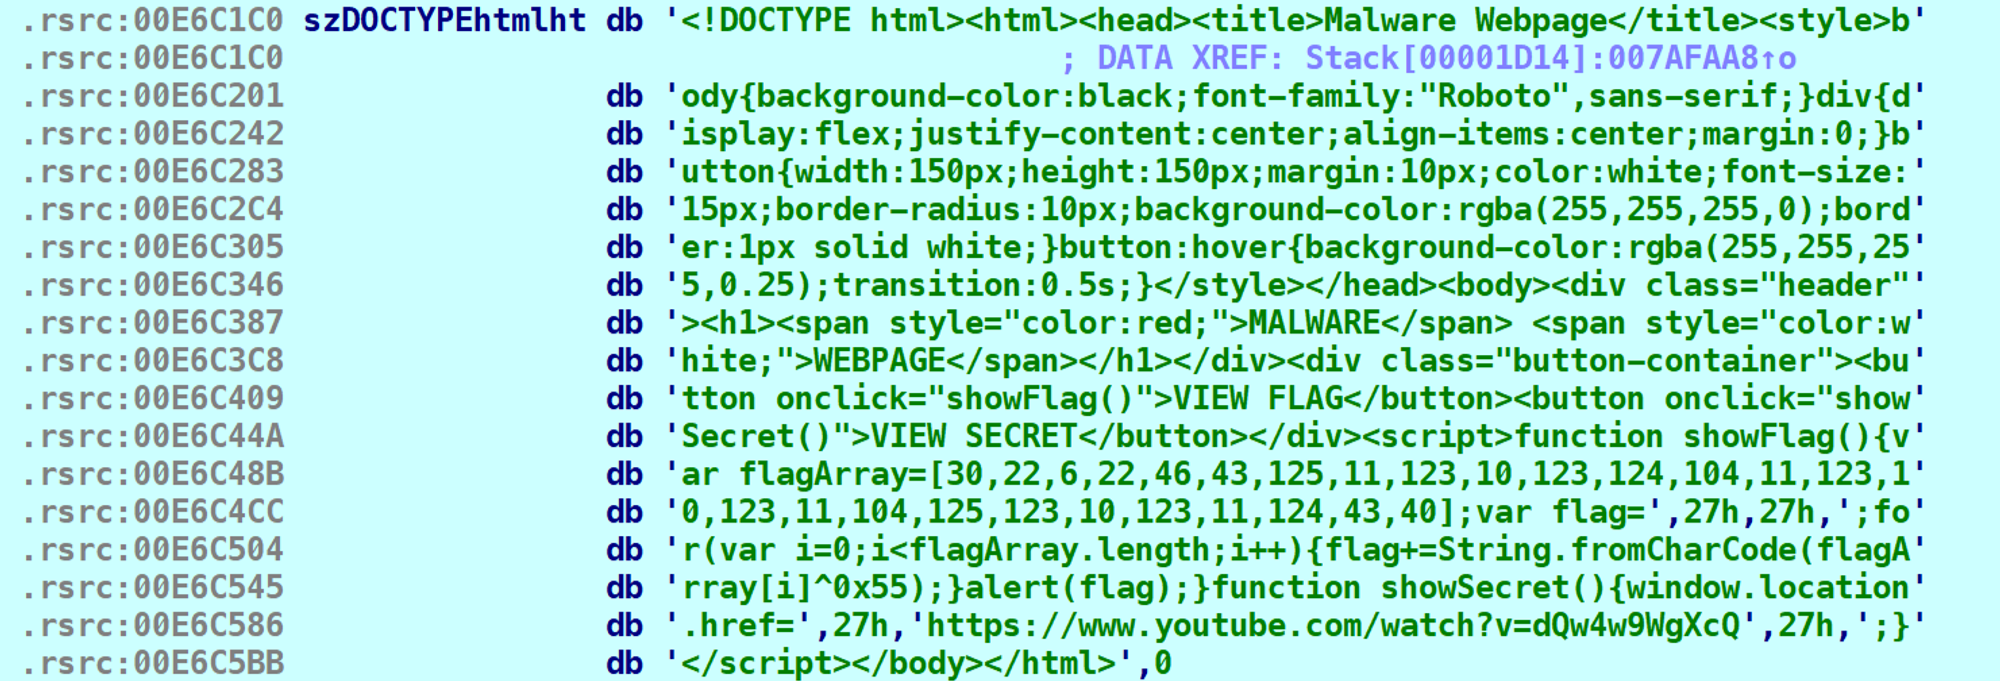 .rsrc:00E6C1C0 szDOCTYPEhtmlht db '<!DOCTYPE html><html><head><title>Malware Webpage</title><style>b'
.rsrc:00E6C1C0 ; DATA XREF: Stack[00001D14]:007AFAA8↑o
.rsrc:00E6C201 db 'ody{background-color:black;font-family:"Roboto",sans-serif;}div{d'
.rsrc:00E6C242 db 'isplay:flex;justify-content:center;align-items:center;margin:0;}b'
.rsrc:00E6C283 db 'utton{width:150px;height:150px;margin:10px;color:white;font-size:'
.rsrc:00E6C2C4 db '15px;border-radius:10px;background-color:rgba(255,255,255,0);bord'
.rsrc:00E6C305 db 'er:1px solid white;}button:hover{background-color:rgba(255,255,25'
.rsrc:00E6C346 db '5,0.25);transition:0.5s;}</style></head><body><div class="header"'
.rsrc:00E6C387 db '><h1><span style="color:red;">MALWARE</span> <span style="color:w'
.rsrc:00E6C3C8 db 'hite;">WEBPAGE</span></h1></div><div class="button-container"><bu'
.rsrc:00E6C409 db 'tton onclick="showFlag()">VIEW FLAG</button><button onclick="show'
.rsrc:00E6C44A db 'Secret()">VIEW SECRET</button></div><script>function showFlag(){v'
.rsrc:00E6C48B db 'ar flagArray=[30,22,6,22,46,43,125,11,123,10,123,124,104,11,123,1'
.rsrc:00E6C4CC db '0,123,11,104,125,123,10,123,11,124,43,40];var flag=',27h,27h,';fo'
.rsrc:00E6C504 db 'r(var i=0;i<flagArray.length;i++){flag+=String.fromCharCode(flagA'
.rsrc:00E6C545 db 'rray[i]^0x55);}alert(flag);}function showSecret(){window.location'
.rsrc:00E6C586 db '.href=',27h,'https://www.youtube.com/watch?v=dQw4w9WgXcQ',27h,';}'
.rsrc:00E6C5BB db '</script></body></html>',0